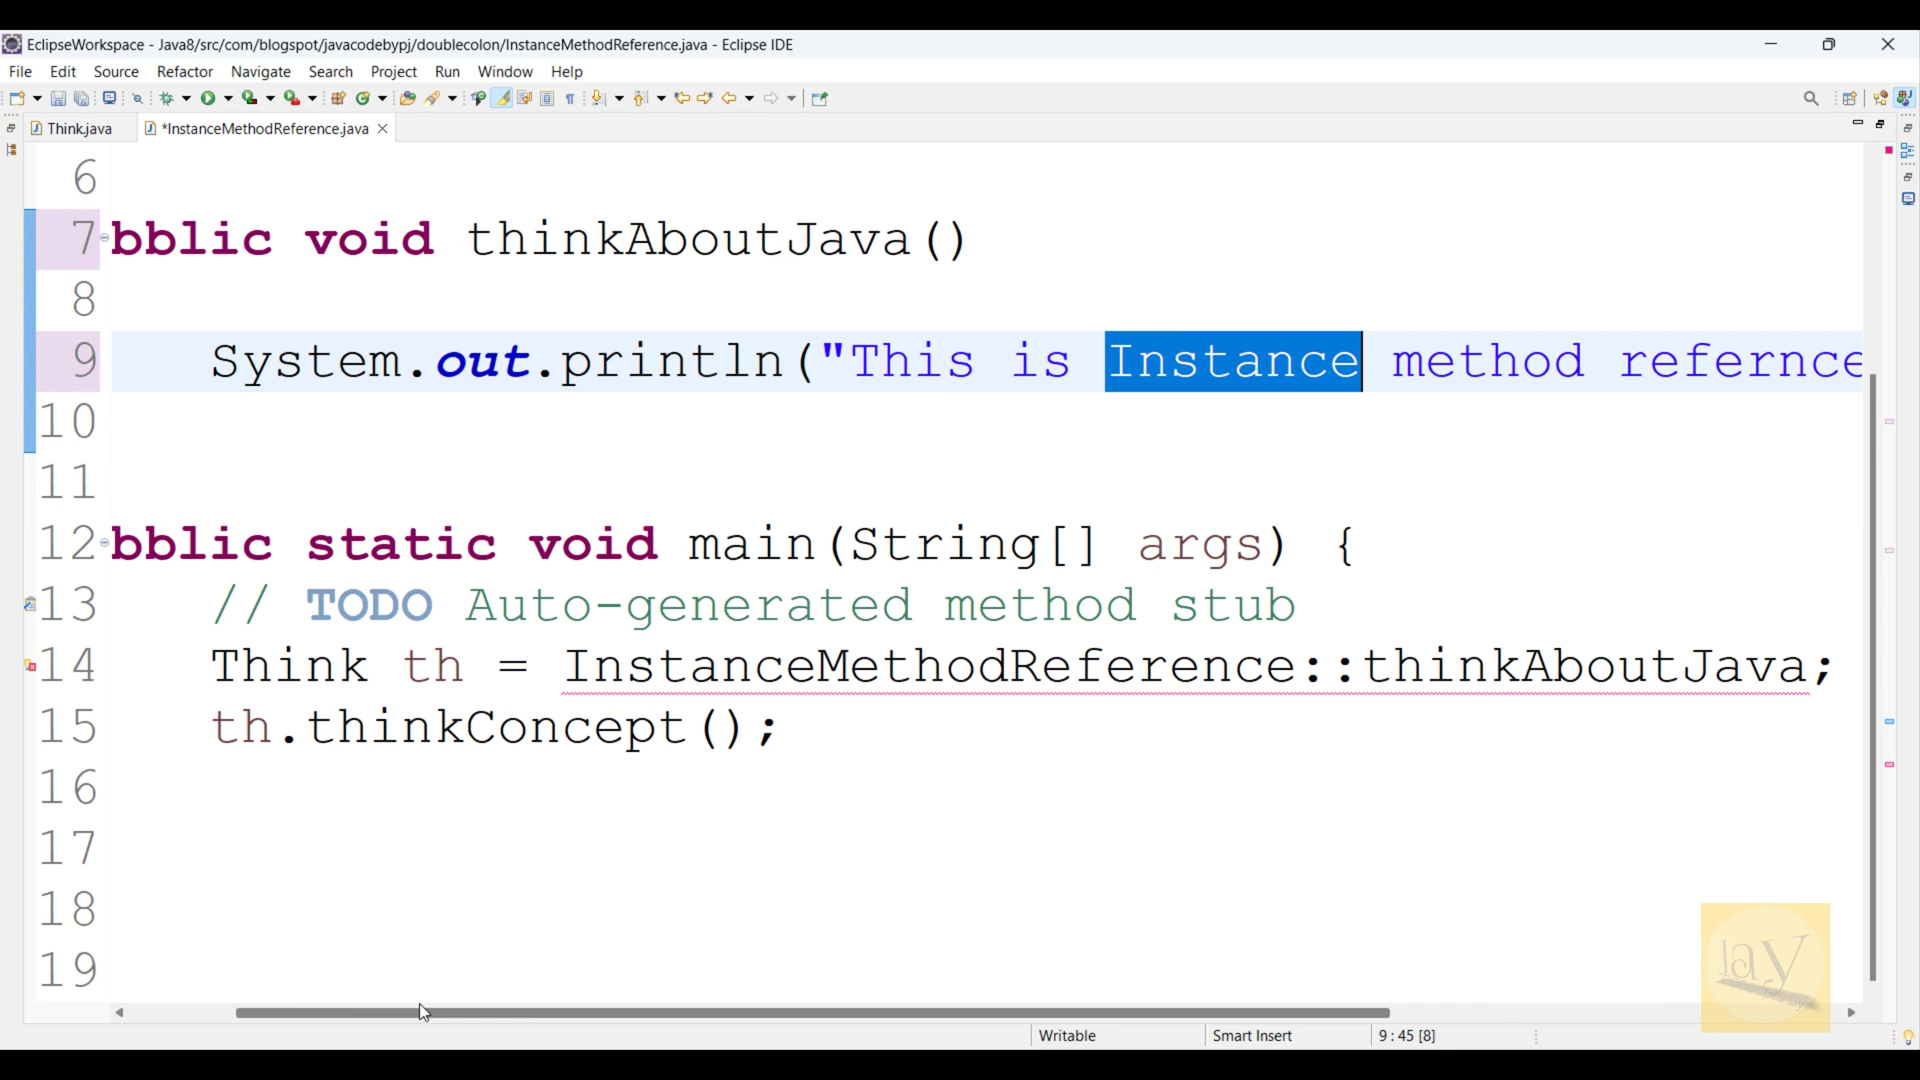 EclipseWorkspace - Java8/src/com/blogspot/javacodebypj/doublecolon/InstanceMethodReference.java - Eclipse IDE
File Edit Source Refactor Navigate Search Project Run Window Help
Think.java *InstanceMethodReference.java
6
7 bblic void thinkAboutJava()
8
9 System.out.println("This is Instance method refernce
10
11
12 bblic static void main(String[] args) {
13 // TODO Auto-generated method stub
14 Think th = InstanceMethodReference::thinkAboutJava;
15 th.thinkConcept();
16
17
18
19
Jay
Writable Smart Insert 9 : 45 [8]